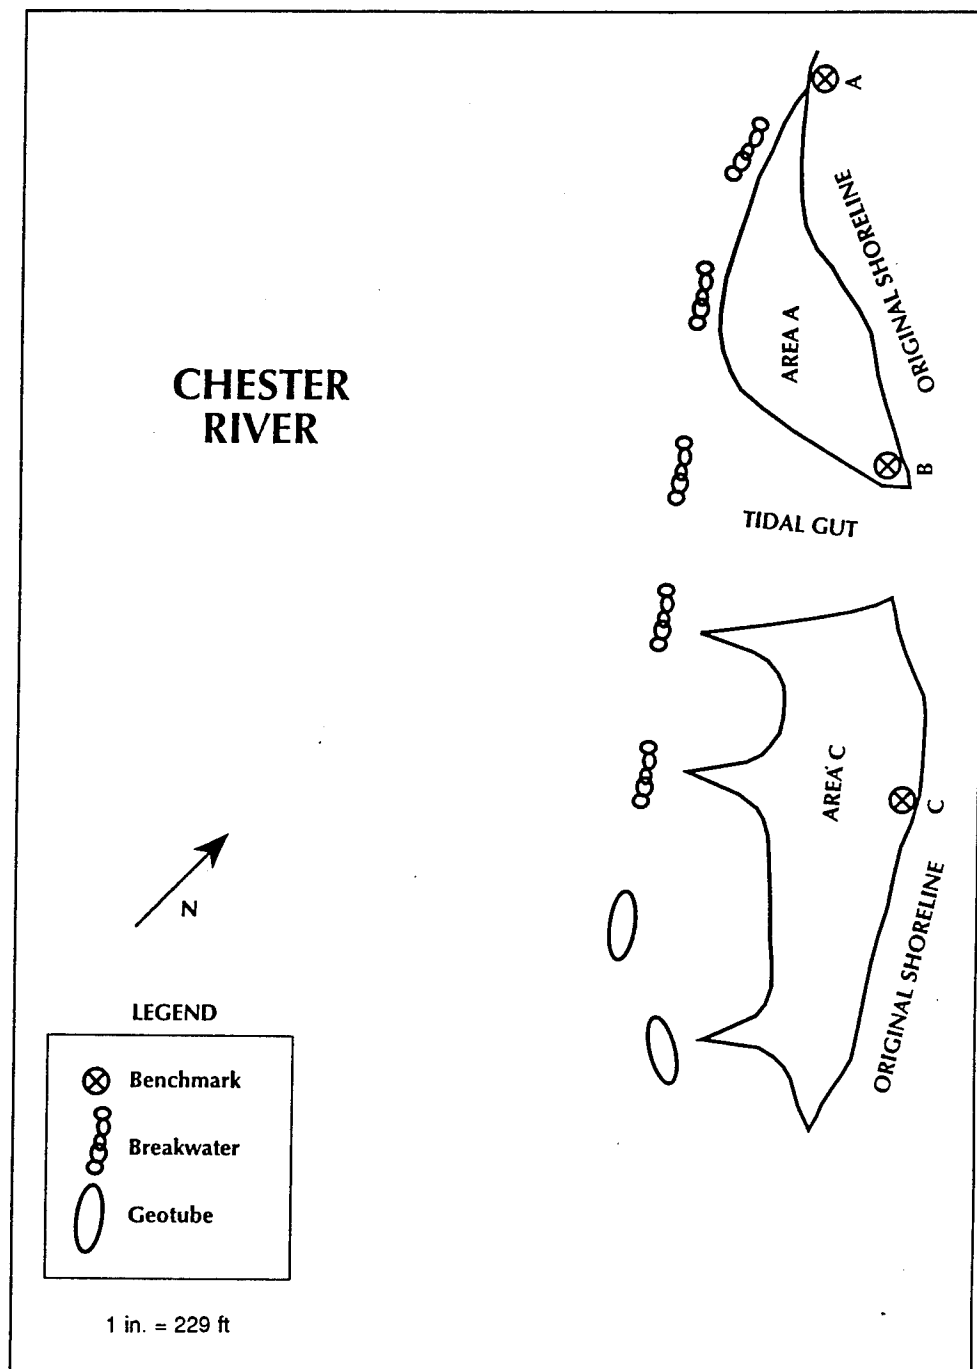 A
ORIGINAL SHORELINE
AREA A
CHESTER
RIVER
B
TIDAL GUT
AREA C
C
N
ORIGINAL SHORELINE
LEGEND
Benchmark
Breakwater
Geotube
1 in. = 229 ft